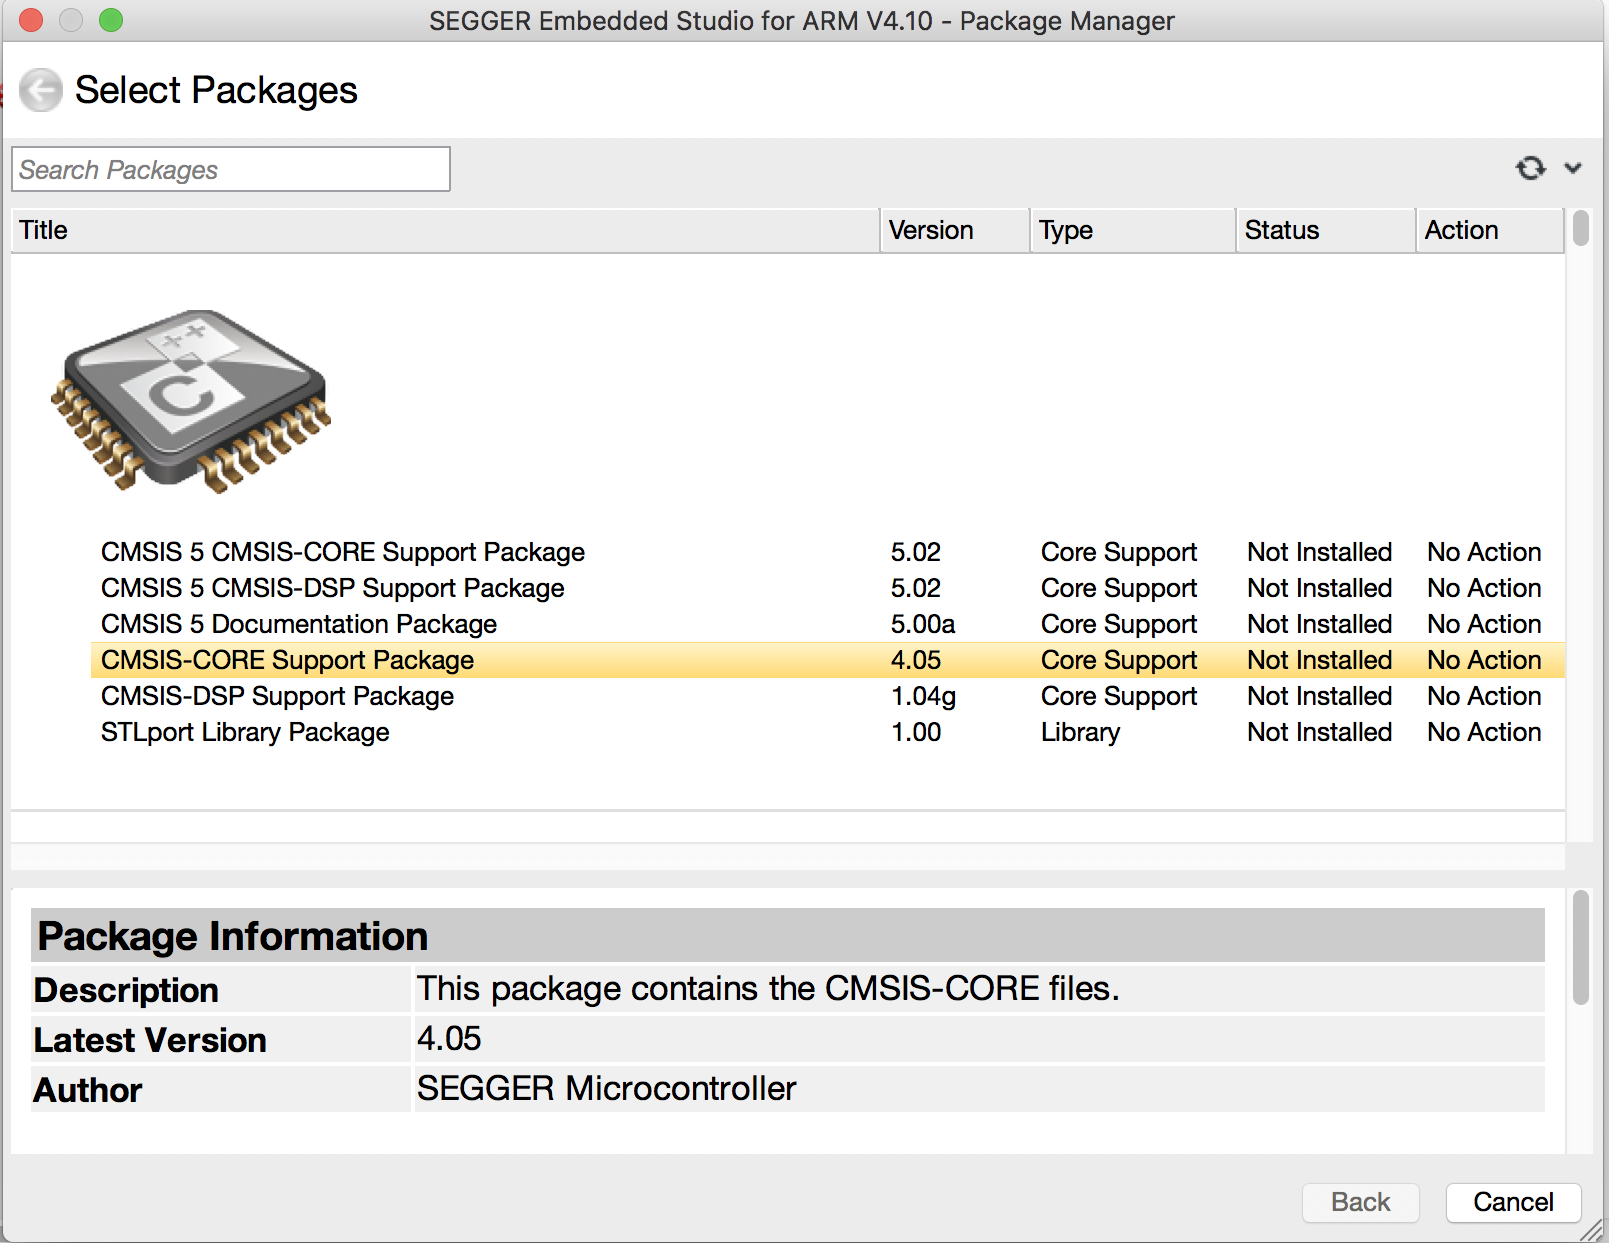 SEGGER Embedded Studio for ARM V4.10 - Package Manager
Select Packages
Search Packages
Title Version Type Status Action
++
C
CMSIS 5 CMSIS-CORE Support Package 5.02 Core Support Not Installed No Action
CMSIS 5 CMSIS-DSP Support Package 5.02 Core Support Not Installed No Action
CMSIS 5 Documentation Package 5.00a Core Support Not Installed No Action
CMSIS-CORE Support Package 4.05 Core Support Not Installed No Action
CMSIS-DSP Support Package 1.04g Core Support Not Installed No Action
STLport Library Package 1.00 Library Not Installed No Action
Package Information
Description This package contains the CMSIS-CORE files.
Latest Version 4.05
Author SEGGER Microcontroller
Back Cancel